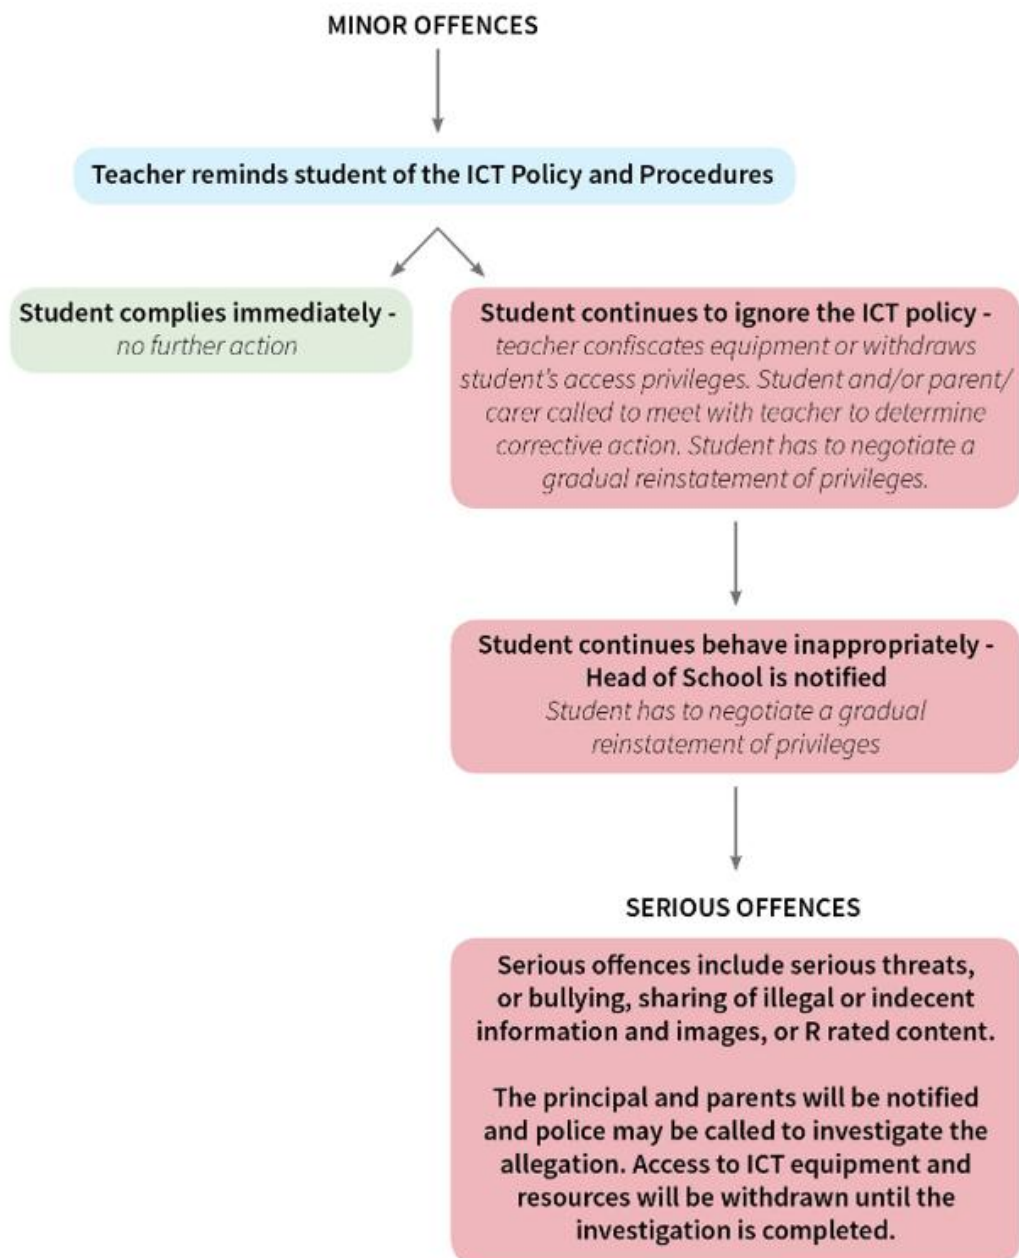 MINOR OFFENCES
Teacher reminds student of the ICT Policy and Procedures
Student complies immediately -
no further action
Student continues to ignore the ICT policy -
teacher confiscates equipment or withdraws
student's access privileges. Student and/or parent/
carer called to meet with teacher to determine
corrective action. Student has to negotiate a
gradual reinstatement of privileges.
Student continues behave inappropriately -
Head of School is notified
Student has to negotiate a gradual
reinstatement of privileges
SERIOUS OFFENCES
Serious offences include serious threats,
or bullying, sharing of illegal or indecent
information and images, or R rated content.
The principal and parents will be notified
and police may be called to investigate the
allegation. Access to ICT equipment and
resources will be withdrawn until the
investigation is completed.